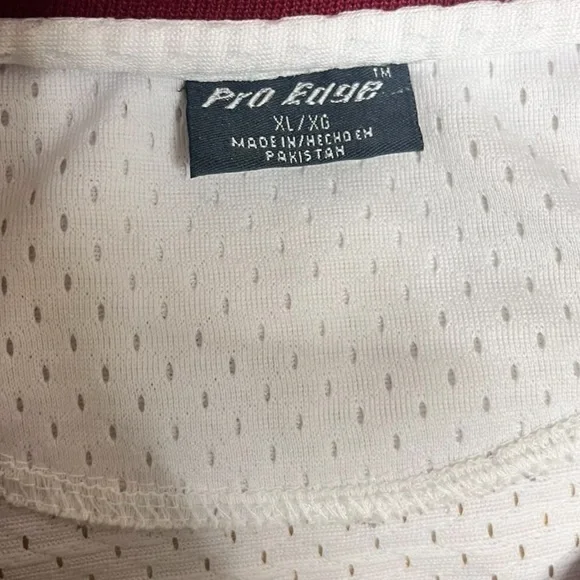 Pro Edge™
XL/XG
MADE IN/HECHO EN
PAKISTAN